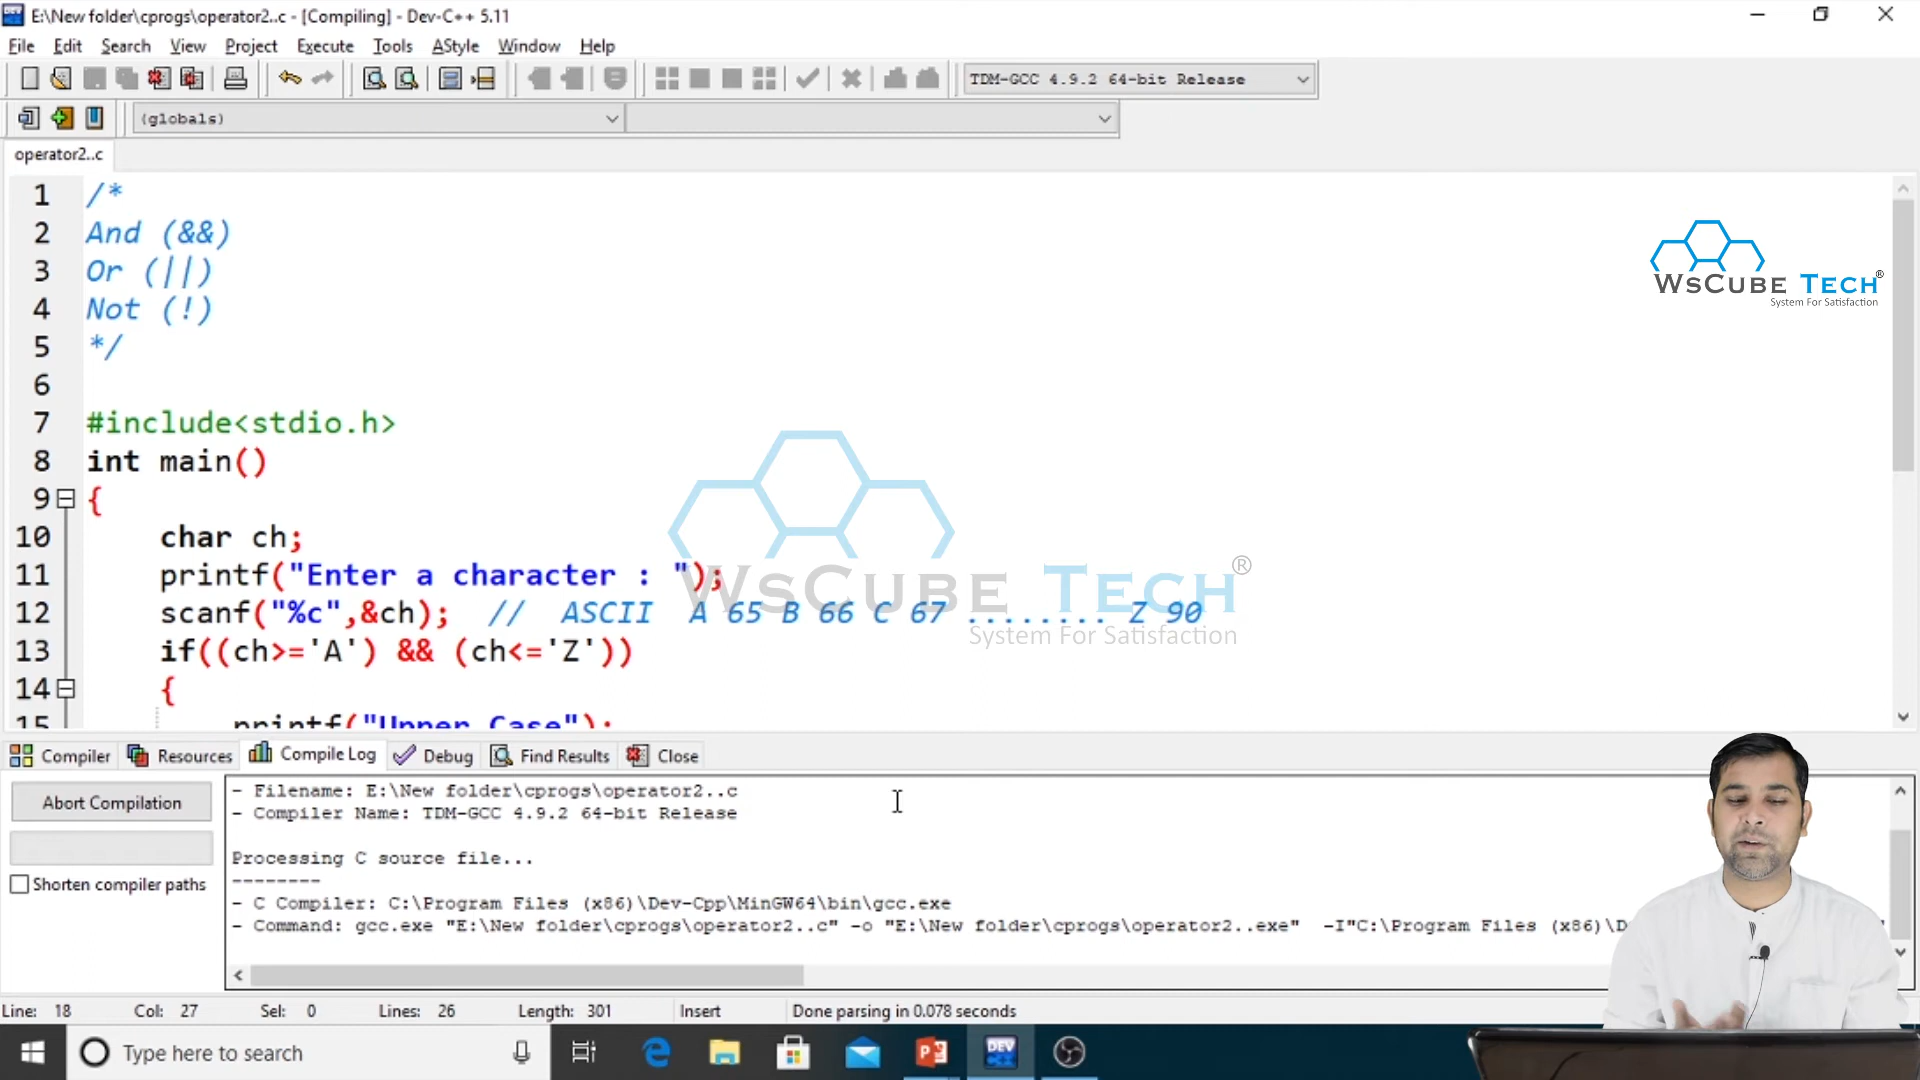 E:\New folder\cprogs\operator2..c - [Compiling] - Dev-C++ 5.11
File Edit Search View Project Execute Tools AStyle Window Help
TDM-GCC 4.9.2 64-bit Release
(globals)
operator2..c
1 /*
2 And (&&)
3 Or (||)
4 Not (!)
5 */
6
7 #include<stdio.h>
8 int main()
9 {
10 char ch;
11 printf("Enter a character : ");
12 scanf("%c",&ch); // ASCII A 65 B 66 C 67 ........ Z 90
13 if((ch>='A') && (ch<='Z'))
14 {
15 printf("Upper Case");
WsCube Tech®
System For Satisfaction
WsCube Tech®
System For Satisfaction
Compiler Resources Compile Log Debug Find Results Close
Abort Compilation
Shorten compiler paths
- Filename: E:\New folder\cprogs\operator2..c
- Compiler Name: TDM-GCC 4.9.2 64-bit Release
Processing C source file...
--------
- C Compiler: C:\Program Files (x86)\Dev-Cpp\MinGW64\bin\gcc.exe
- Command: gcc.exe "E:\New folder\cprogs\operator2..c" -o "E:\New folder\cprogs\operator2..exe" -I"C:\Program Files (x86)\D
Line: 18 Col: 27 Sel: 0 Lines: 26 Length: 301 Insert Done parsing in 0.078 seconds
Type here to search
DEV